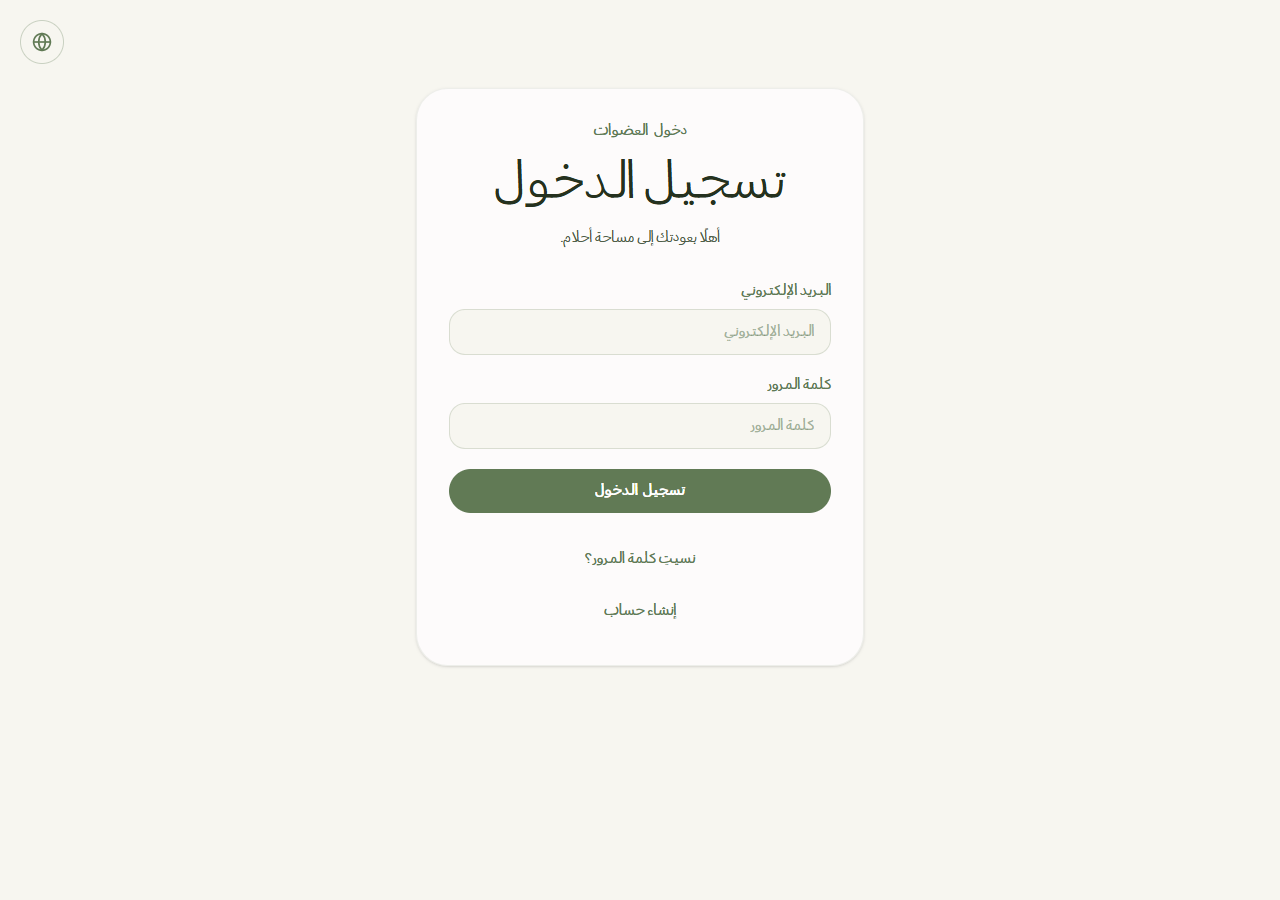 دخول العضوات
تسجيل الدخول
أهلًا بعودتك إلى مساحة أحلام.
البريد الإلكتروني
البريد الإلكتروني
كلمة المرور
كلمة المرور
تسجيل الدخول
نسيتِ كلمة المرور؟
إنشاء حساب